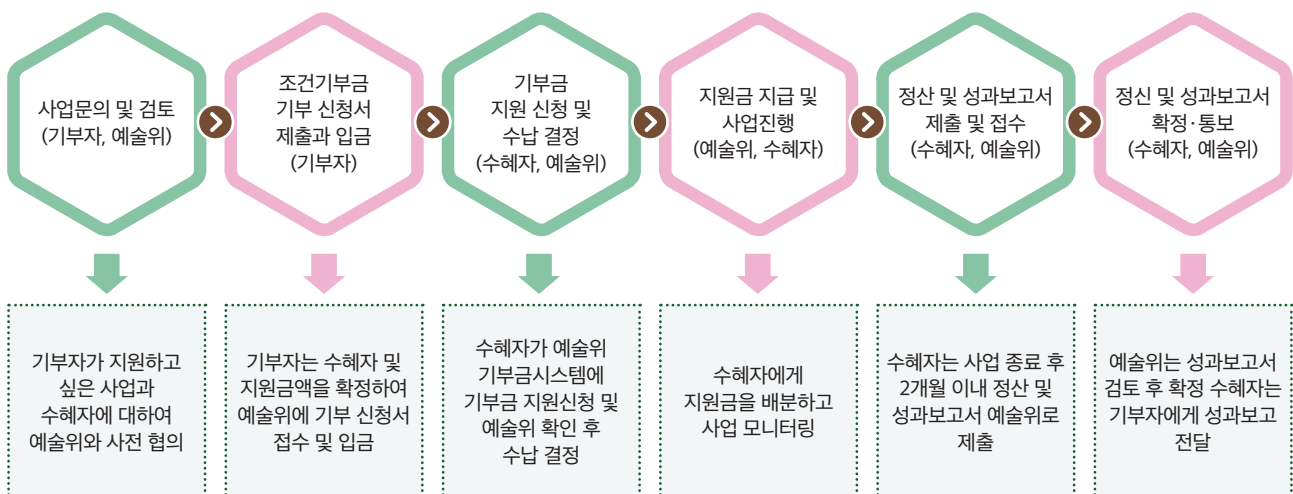 사업문의 및 검토
(기부자, 예술위)
조건기부금
기부 신청서
제출과 입금
(기부자)
기부금
지원 신청 및
수납 결정
(수혜자, 예술위)
지원금 지급 및
사업진행
(예술위, 수혜자)
정산 및 성과보고서
제출 및 접수
(수혜자, 예술위)
정신 및 성과보고서
확정·통보
(수혜자, 예술위)
기부자가 지원하고
싶은 사업과
수혜자에 대하여
예술위와 사전 협의
기부자는 수혜자 및
지원금액을 확정하여
예술위에 기부 신청서
접수 및 입금
수혜자가 예술위
기부금시스템에
기부금 지원신청 및
예술위 확인 후
수납 결정
수혜자에게
지원금을 배분하고
사업 모니터링
수혜자는 사업 종료 후
2개월 이내 정산 및
성과보고서 예술위로
제출
예술위는 성과보고서
검토 후 확정 수혜자는
기부자에게 성과보고
전달